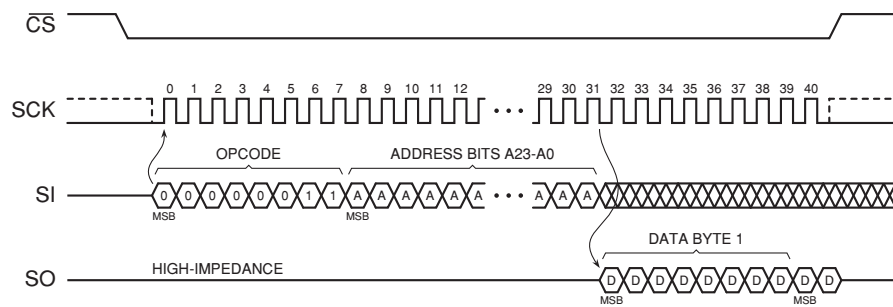 CS
0 1 2 3 4 5 6 7 8 9 10 11 12 29 30 31 32 33 34 35 36 37 38 39 40
SCK
OPCODE ADDRESS BITS A23-A0
SI 0 0 0 0 0 0 1 1 A A A A A A A A A
MSB MSB
DATA BYTE 1
SO HIGH-IMPEDANCE D D D D D D D D D D
MSB MSB